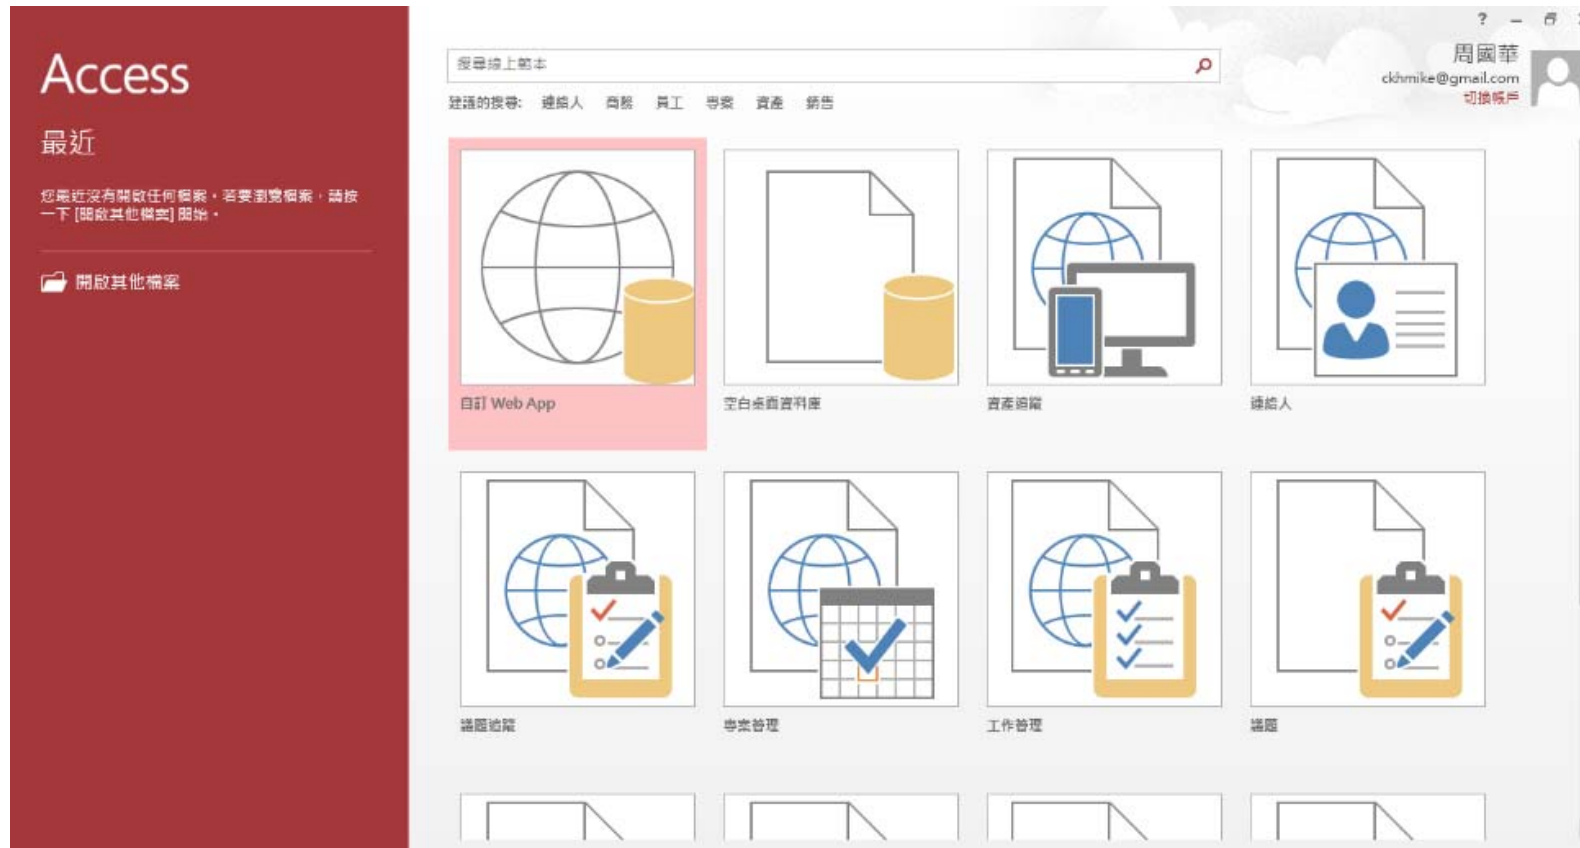 Access
最近
您最近沒有開啟任何檔案。若要瀏覽檔案，請按
一下 [開啟其他檔案] 開始。
開啟其他檔案
?
搜尋線上範本
周國華
ckhmike@gmail.com
切換帳戶
建議的搜尋: 連絡人 商務 員工 專案 資產 銷售
自訂 Web App
空白桌面資料庫
資產追蹤
連絡人
議題追蹤
專案管理
工作管理
議題